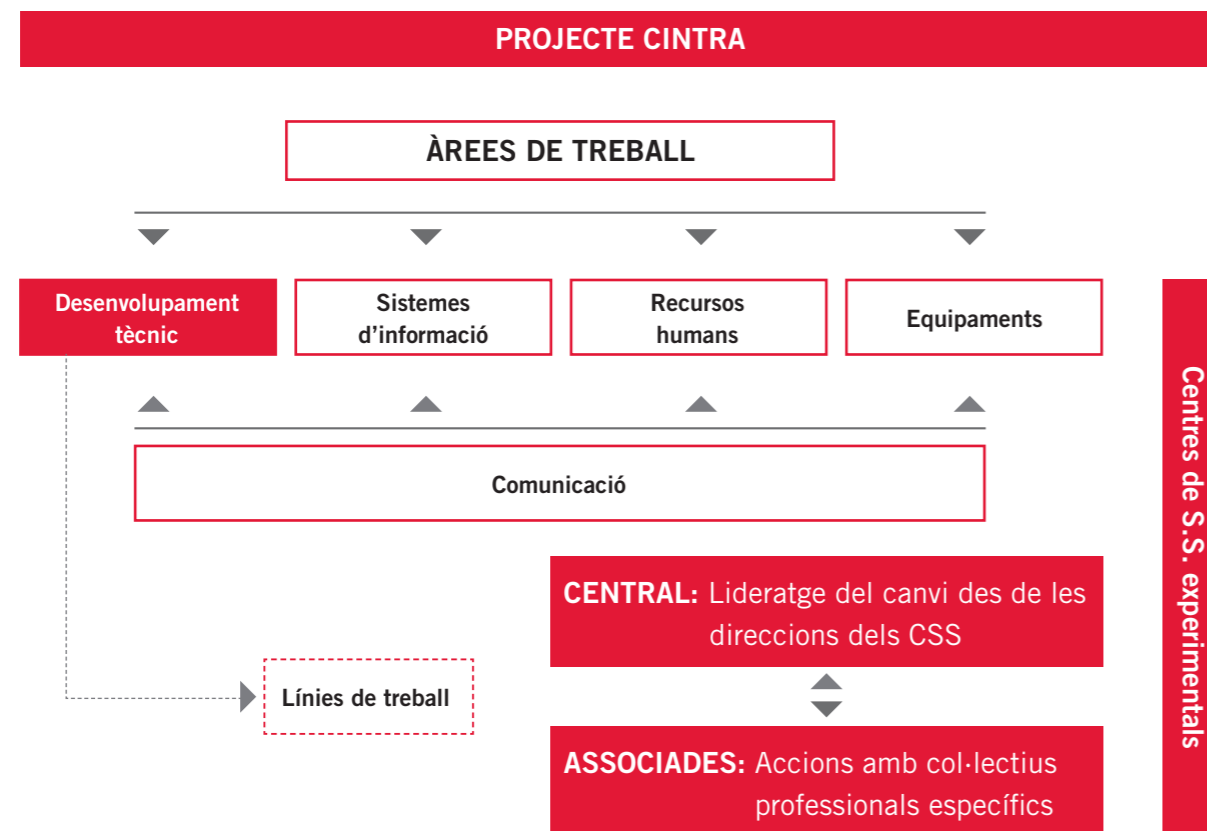 PROJECTE CINTRA
ÀREES DE TREBALL
Desenvolupament
tècnic
Sistemes
d’informació
Recursos
humans
Equipaments
Comunicació
CENTRAL: Lideratge del canvi des de les
direccions dels CSS
Línies de treball
ASSOCIADES: Accions amb col·lectius
professionals específics
Centres de S.S. experimentals